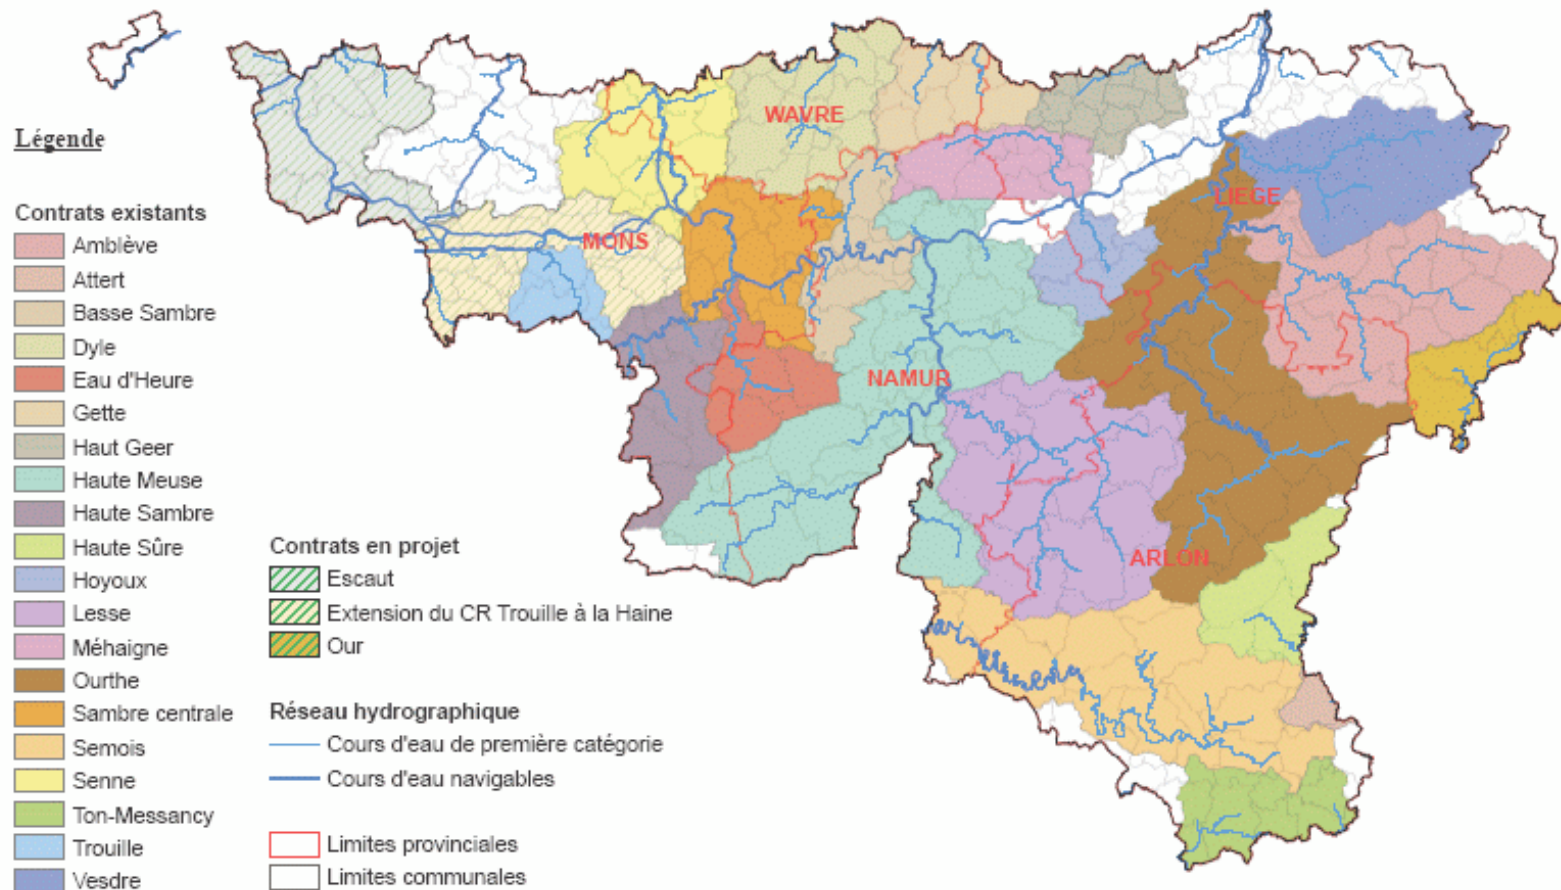 Légende
Contrats existants
Amblève
Attert
Basse Sambre
Dyle
Eau d'Heure
Gette
Haut Geer
Haute Meuse
Haute Sambre
Haute Sûre
Hoyoux
Lesse
Méhaigne
Ourthe
Sambre centrale
Semois
Senne
Ton-Messancy
Trouille
Vesdre
Contrats en projet
Escaut
Extension du CR Trouille à la Haine
Our
Réseau hydrographique
Cours d'eau de première catégorie
Cours d'eau navigables
Limites provinciales
Limites communales
WAVRE
LIEGE
MONS
NAMUR
ARLON